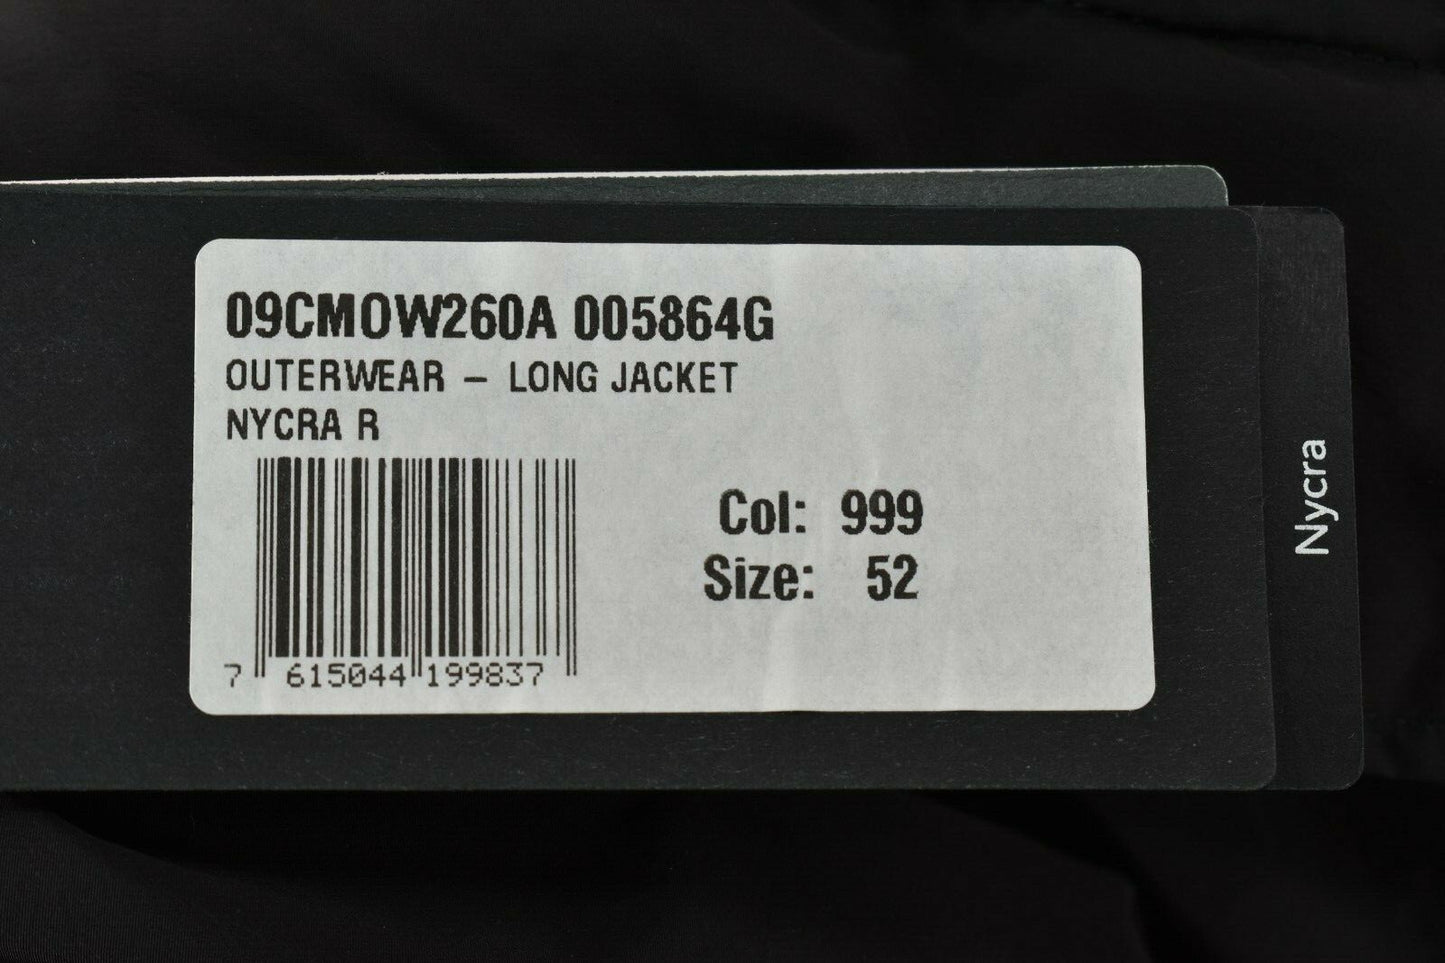 09CMOW260A 005864G
OUTERWEAR – LONG JACKET
NYCRA R
Col: 999
Size: 52
7 615044 199837
Nycra